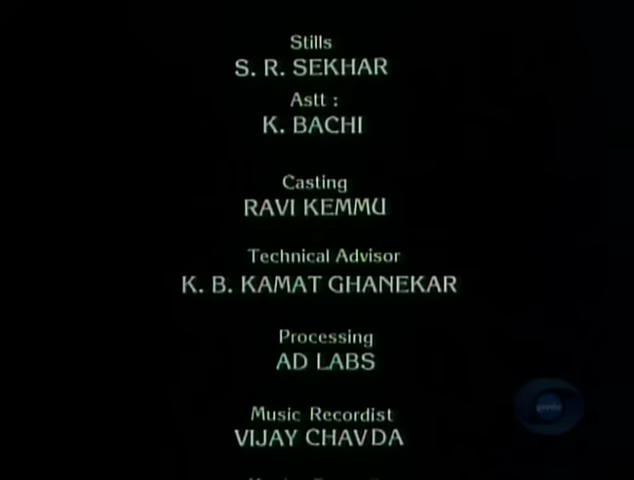 Stills
S. R. SEKHAR
Astt :
K. BACHI
Casting
RAVI KEMMU
Technical Advisor
K. B. KAMAT GHANEKAR
Processing
AD LABS
Music Recordist
VIJAY CHAVDA